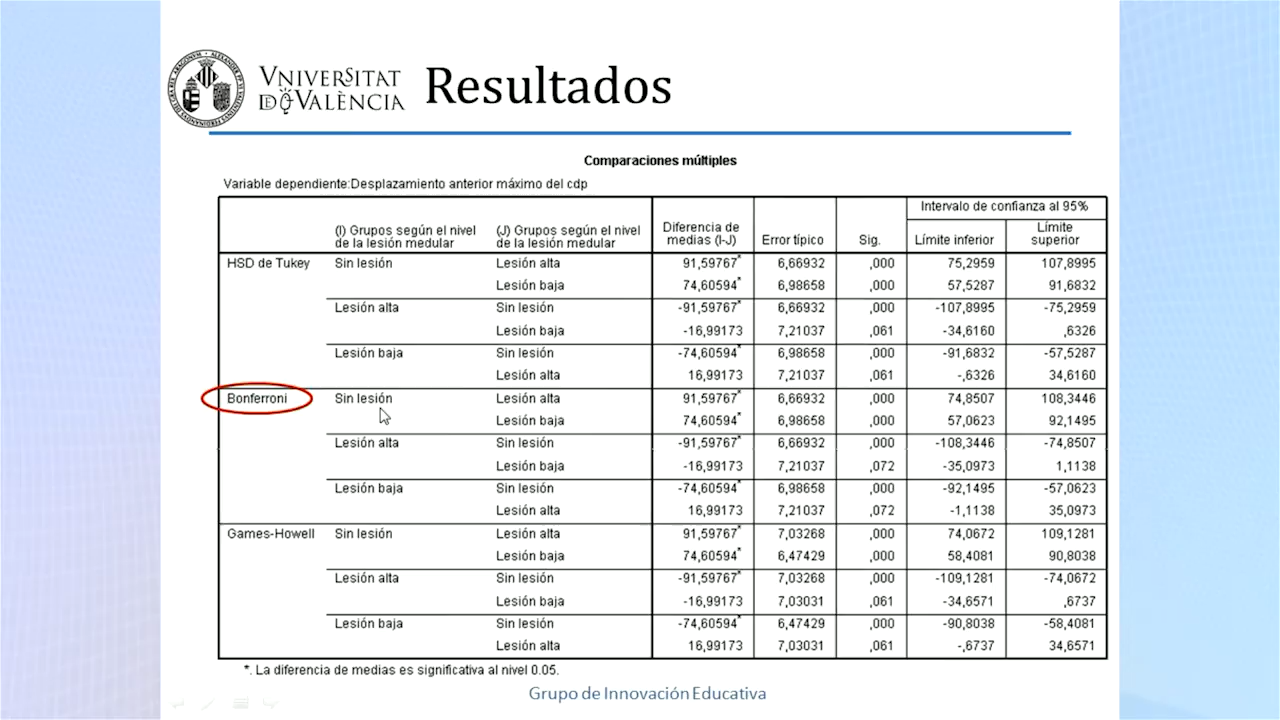 VNIVERSITAT
DE VALÈNCIA
Resultados
Comparaciones múltiples
Variable dependiente:Desplazamiento anterior máximo del cdp
(I) Grupos según el nivel de la lesión medular (J) Grupos según el nivel de la lesión medular Diferencia de medias (I-J) Error típico Sig. Intervalo de confianza al 95%
Límite inferior Límite superior
HSD de Tukey Sin lesión Lesión alta 91,59767* 6,66932 ,000 75,2959 107,8995
Lesión baja 74,60594* 6,98658 ,000 57,5287 91,6832
Lesión alta Sin lesión -91,59767* 6,66932 ,000 -107,8995 -75,2959
Lesión baja -16,99173 7,21037 ,061 -34,6160 ,6326
Lesión baja Sin lesión -74,60594* 6,98658 ,000 -91,6832 -57,5287
Lesión alta 16,99173 7,21037 ,061 -,6326 34,6160
Bonferroni Sin lesión Lesión alta 91,59767* 6,66932 ,000 74,8507 108,3446
Lesión baja 74,60594* 6,98658 ,000 57,0623 92,1495
Lesión alta Sin lesión -91,59767* 6,66932 ,000 -108,3446 -74,8507
Lesión baja -16,99173 7,21037 ,072 -35,0973 1,1138
Lesión baja Sin lesión -74,60594* 6,98658 ,000 -92,1495 -57,0623
Lesión alta 16,99173 7,21037 ,072 -1,1138 35,0973
Games-Howell Sin lesión Lesión alta 91,59767* 7,03268 ,000 74,0672 109,1281
Lesión baja 74,60594* 6,47429 ,000 58,4081 90,8038
Lesión alta Sin lesión -91,59767* 7,03268 ,000 -109,1281 -74,0672
Lesión baja -16,99173 7,03031 ,061 -34,6571 ,6737
Lesión baja Sin lesión -74,60594* 6,47429 ,000 -90,8038 -58,4081
Lesión alta 16,99173 7,03031 ,061 -,6737 34,6571
*. La diferencia de medias es significativa al nivel 0.05.
Grupo de Innovación Educativa